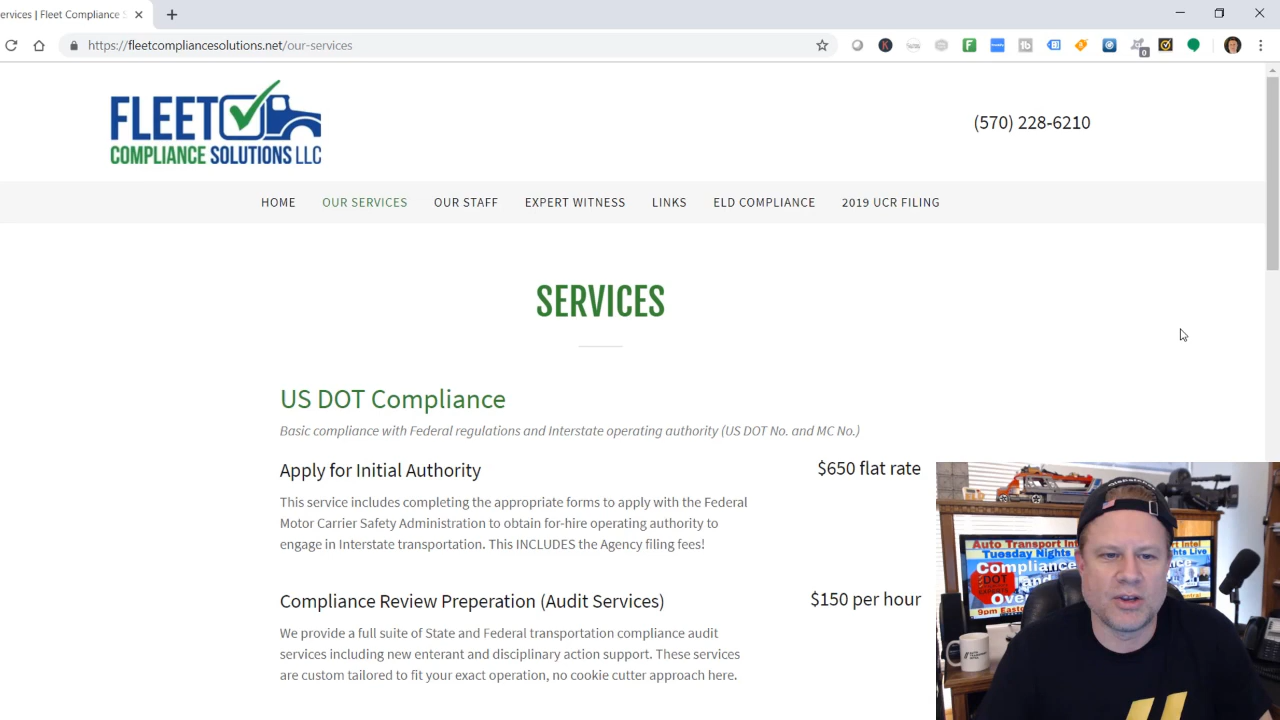 ervices | Fleet Compliance S
https://fleetcompliancesolutions.net/our-services
0
FLEET
COMPLIANCE SOLUTIONS LLC
(570) 228-6210
HOME OUR SERVICES OUR STAFF EXPERT WITNESS LINKS ELD COMPLIANCE 2019 UCR FILING
SERVICES
US DOT Compliance
Basic compliance with Federal regulations and Interstate operating authority (US DOT No. and MC No.)
Apply for Initial Authority $650 flat rate
This service includes completing the appropriate forms to apply with the Federal
Motor Carrier Safety Administration to obtain for-hire operating authority to
engage in Interstate transportation. This INCLUDES the Agency filing fees!
Compliance Review Preperation (Audit Services) $150 per hour
We provide a full suite of State and Federal transportation compliance audit
services including new enterant and disciplinary action support. These services
are custom tailored to fit your exact operation, no cookie cutter approach here.
Auto Transport Int
Tuesday Nights
Compliance
and
DOT
Ove
9pm Easter